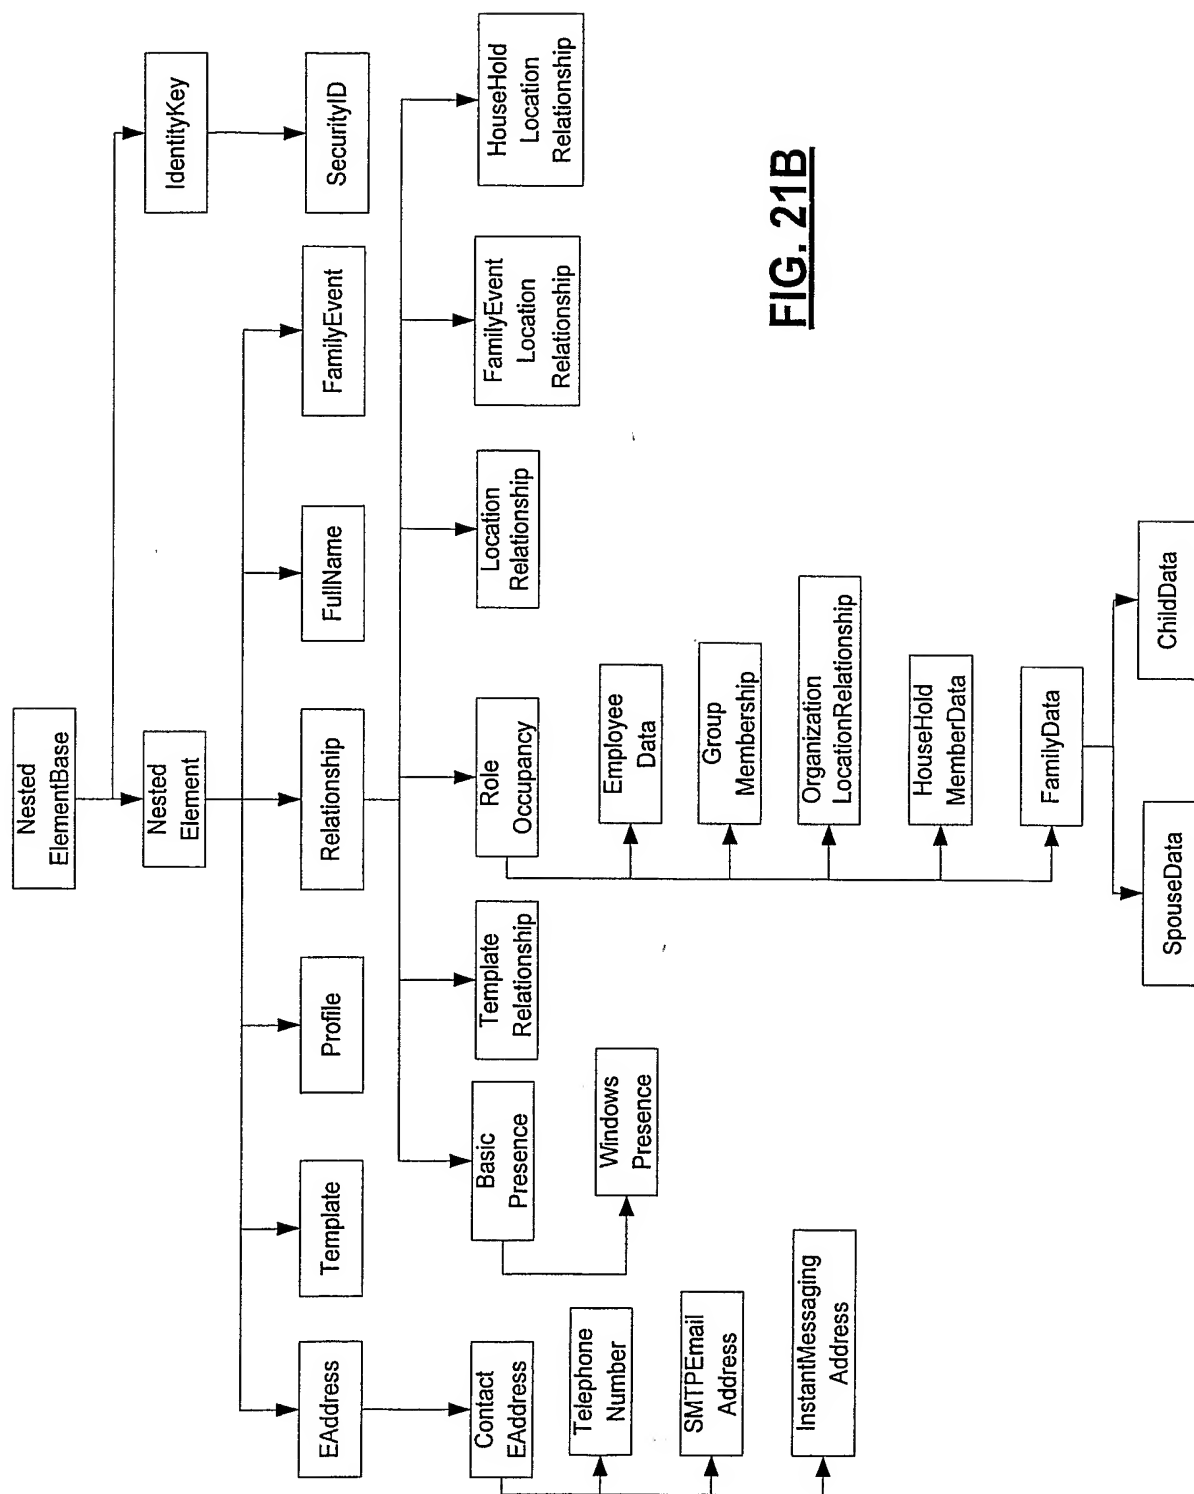 Nested
ElementBase
Nested
Element
IdentityKey
EAddress
Template
Profile
Relationship
FullName
FamilyEvent
SecurityID
Contact
EAddress
Basic
Presence
Template
Relationship
Role
Occupancy
Location
Relationship
FamilyEvent
Location
Relationship
HouseHold
Location
Relationship
Telephone
Number
SMTPEmail
Address
InstantMessaging
Address
Windows
Presence
Employee
Data
Group
Membership
Organization
LocationRelationship
HouseHold
MemberData
FamilyData
SpouseData
ChildData
FIG. 21B